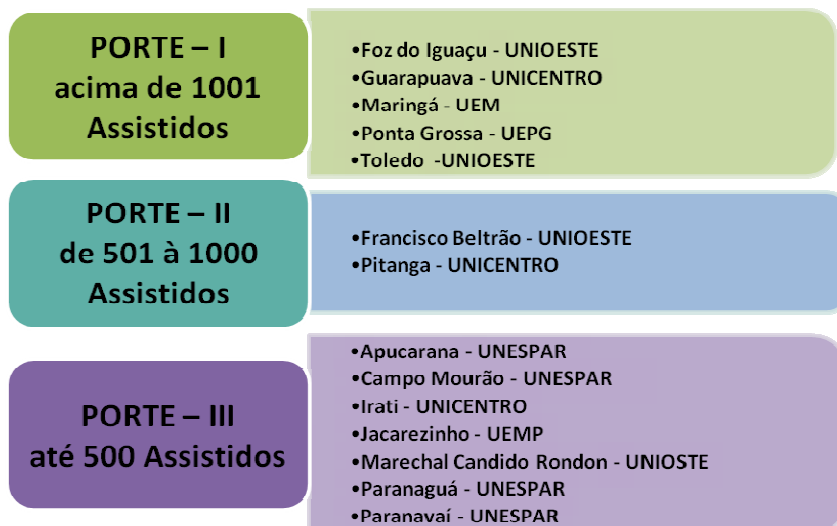 PORTE – I
acima de 1001
Assistidos
•Foz do Iguaçu - UNIOESTE
•Guarapuava - UNICENTRO
•Maringá - UEM
•Ponta Grossa - UEPG
•Toledo -UNIOESTE
PORTE – II
de 501 à 1000
Assistidos
•Francisco Beltrão - UNIOESTE
•Pitanga - UNICENTRO
PORTE – III
até 500 Assistidos
•Apucarana - UNESPAR
•Campo Mourão - UNESPAR
•Irati - UNICENTRO
•Jacarezinho - UEMP
•Marechal Candido Rondon - UNIOSTE
•Paranaguá - UNESPAR
•Paranavaí - UNESPAR